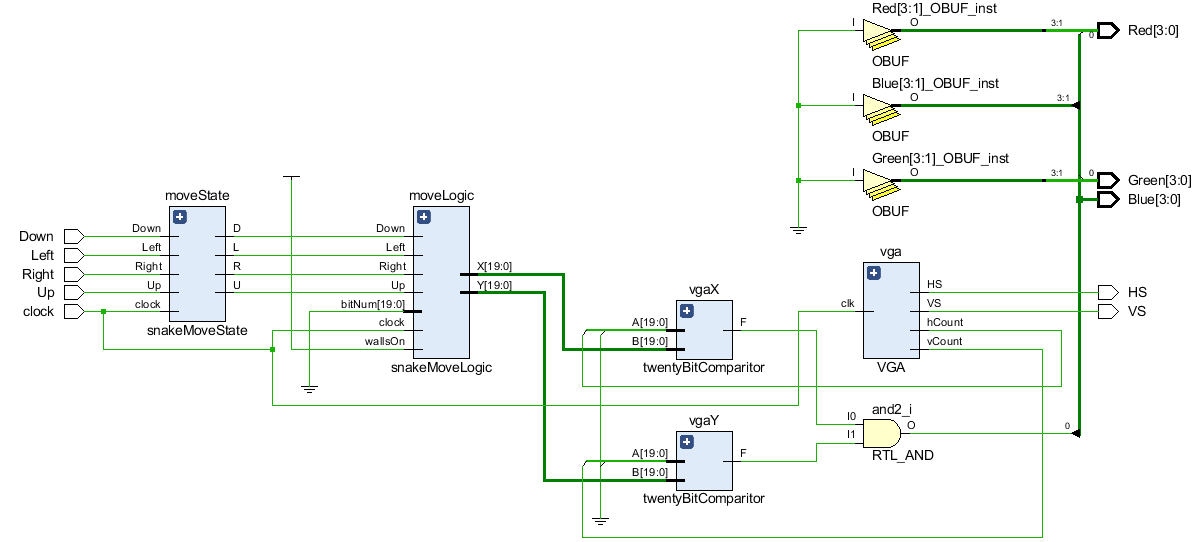 Red[3:1]_OBUF_inst
I
O
3:1
0
Red[3:0]
OBUF
Blue[3:1]_OBUF_inst
I
O
3:1
OBUF
Green[3:1]_OBUF_inst
I
O
3:1
0
Green[3:0]
Blue[3:0]
OBUF
moveState
Down
Left
Right
Up
clock
Down
Left
Right
Up
clock
D
L
R
U
snakeMoveState
moveLogic
Down
Left
Right
Up
bitNum[19:0]
clock
wallsOn
X[19:0]
Y[19:0]
snakeMoveLogic
vgaX
A[19:0]
B[19:0]
F
twentyBitComparitor
vga
clk
HS
VS
hCount
vCount
VGA
HS
VS
vgaY
A[19:0]
B[19:0]
F
twentyBitComparitor
and2_i
I0
I1
O
0
RTL_AND